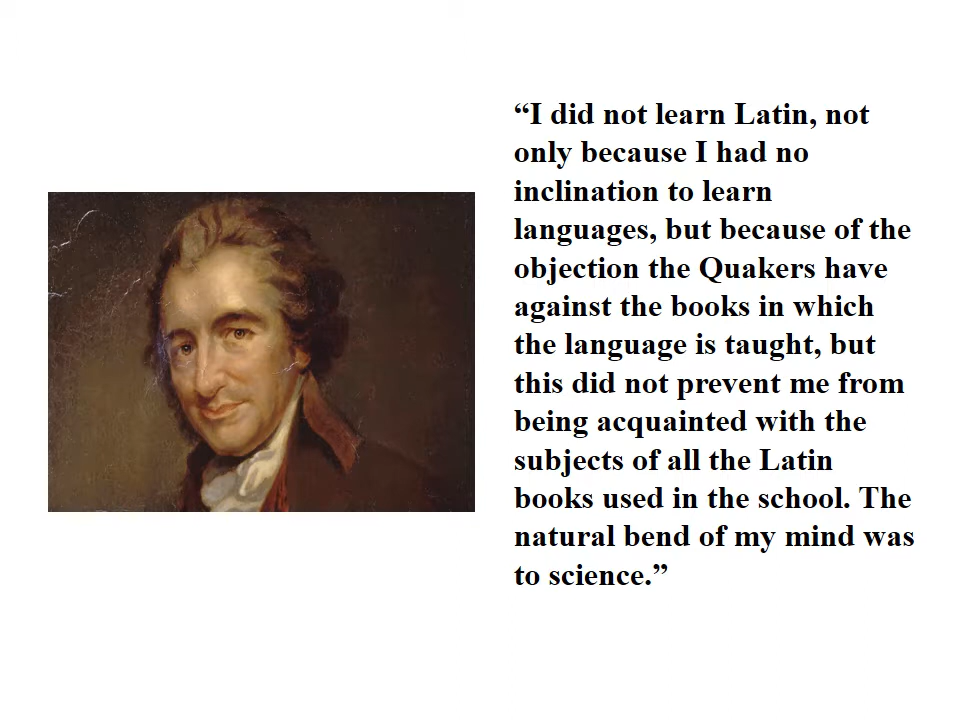 “I did not learn Latin, not
only because I had no
inclination to learn
languages, but because of the
objection the Quakers have
against the books in which
the language is taught, but
this did not prevent me from
being acquainted with the
subjects of all the Latin
books used in the school. The
natural bend of my mind was
to science.”